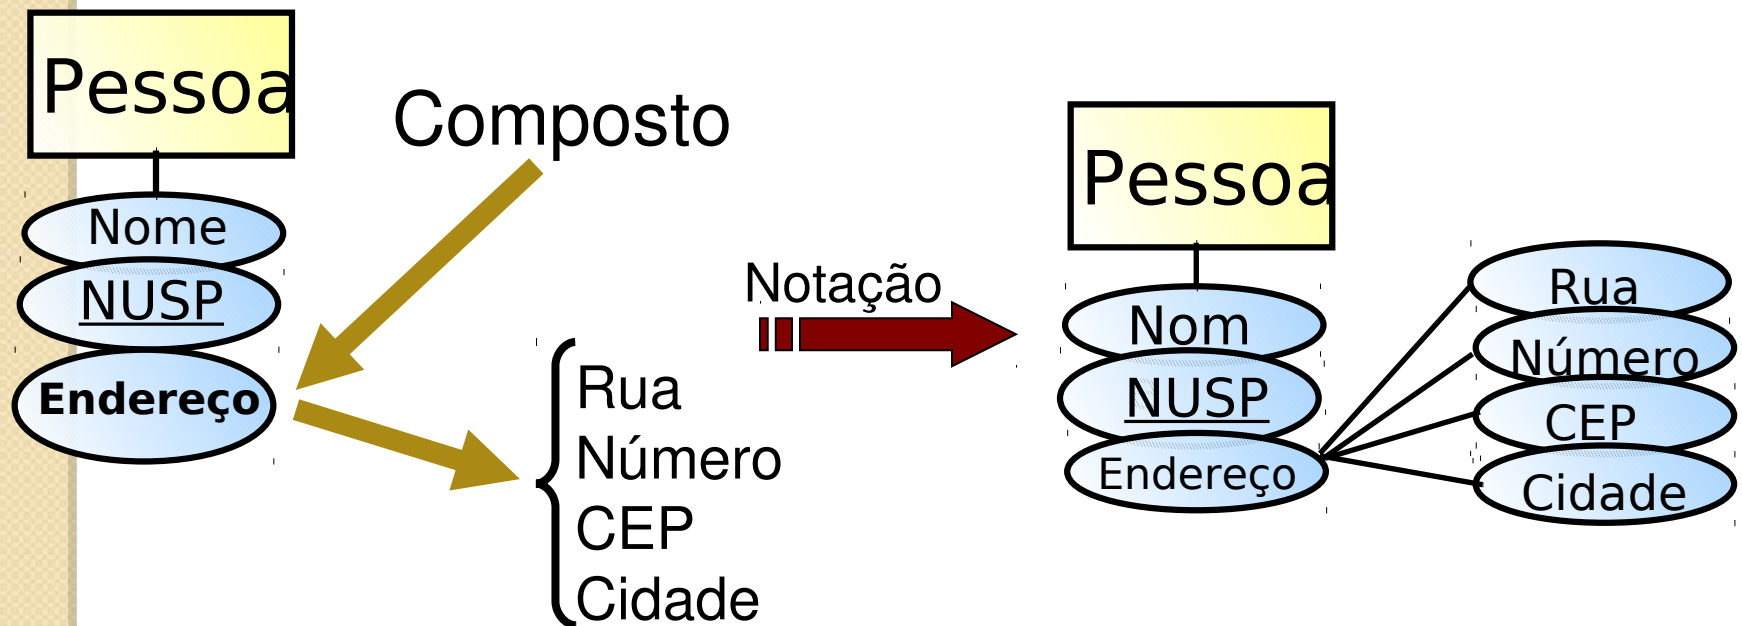 Pessoa
Nome
NUSP
Endereço
Composto
Rua
Número
CEP
Cidade
Notação
Pessoa
Nom
NUSP
Endereço
Rua
Número
CEP
Cidade